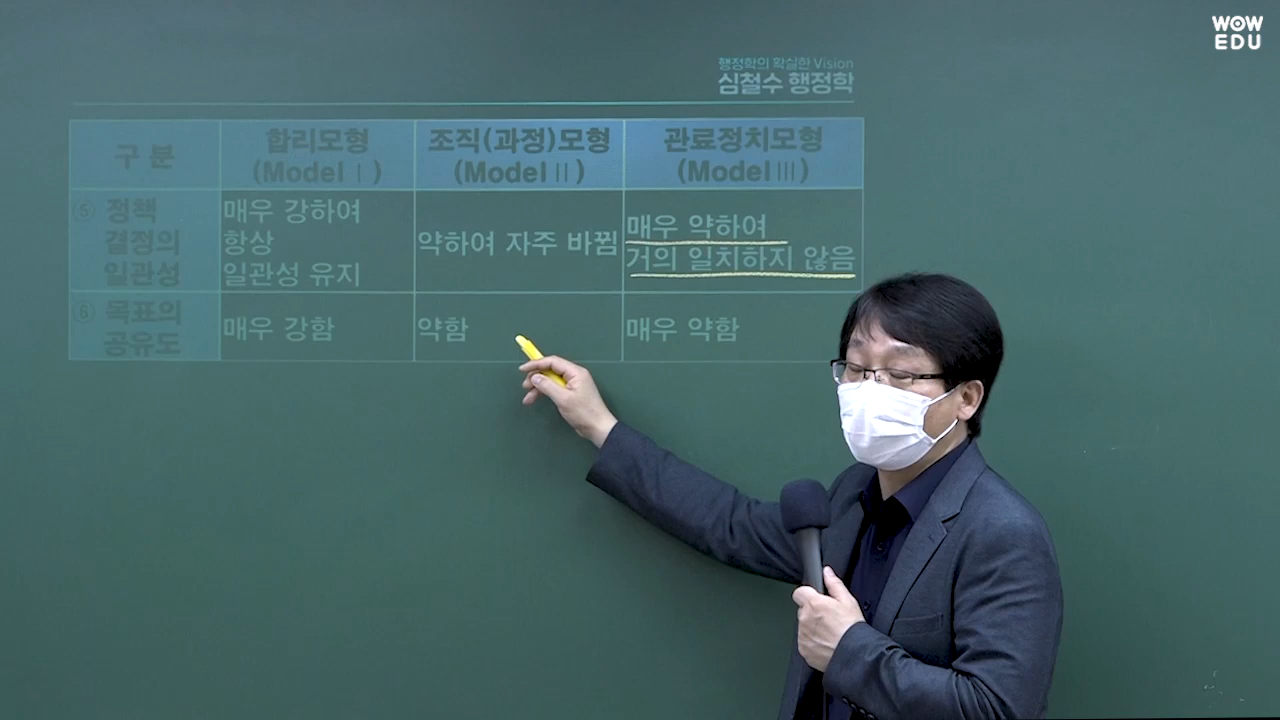 WOW
EDU
행정학의 확실한 Vision
심철수 행정학
구 분
합리모형
(Model Ⅰ)
조직(과정)모형
(Model Ⅱ)
관료정치모형
(Model Ⅲ)
⑤ 정책
결정의
일관성
매우 강하여
항상
일관성 유지
약하여 자주 바뀜
매우 약하여
거의 일치하지 않음
⑥ 목표의
공유도
매우 강함
약함
매우 약함